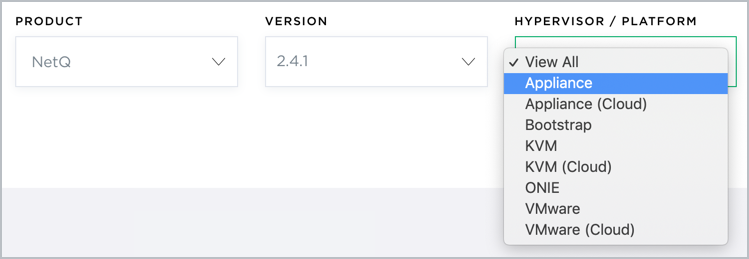 PRODUCT VERSION HYPERVISOR / PLATFORM
NetQ 2.4.1
✓ View All
Appliance
Appliance (Cloud)
Bootstrap
KVM
KVM (Cloud)
ONIE
VMware
VMware (Cloud)